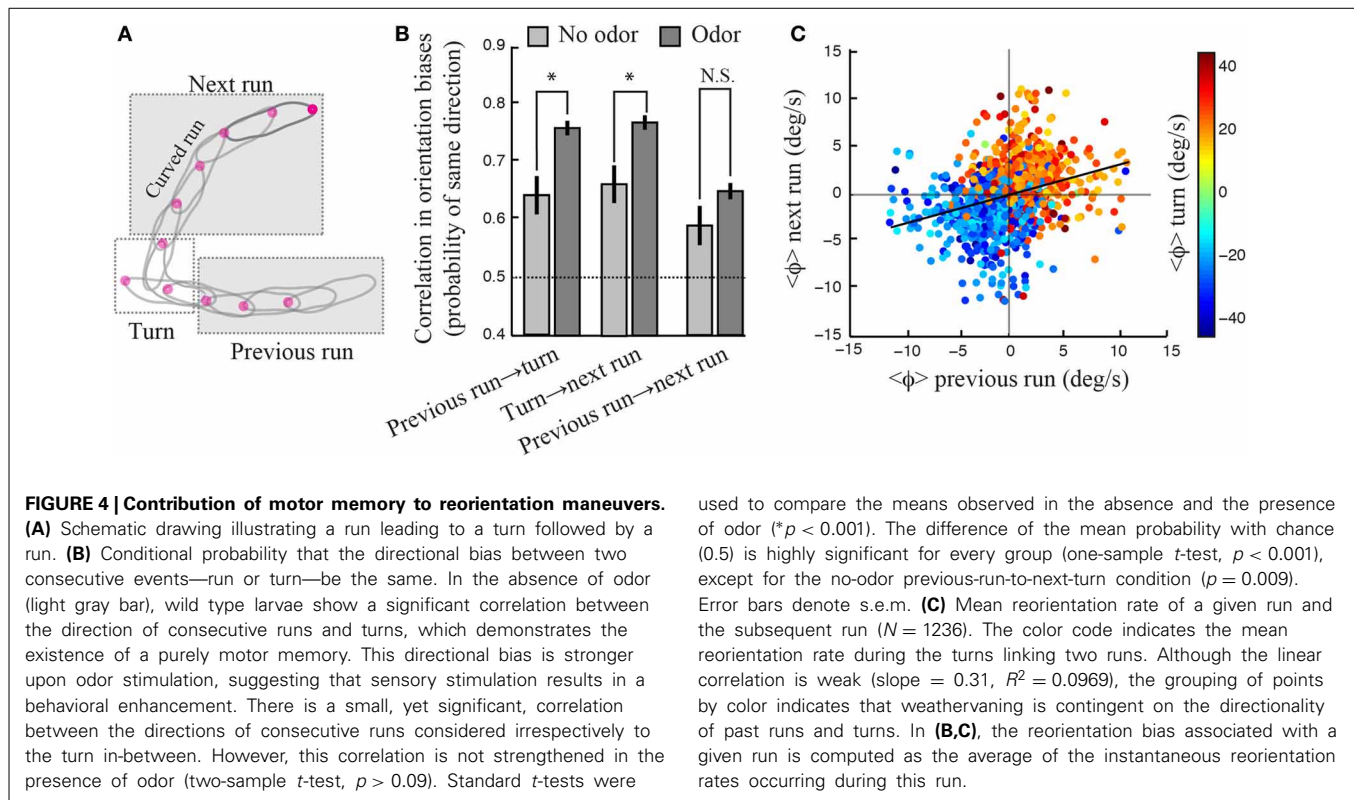 A
Next run
Curved run
Turn
Previous run
B
No odor
Odor
Correlation in orientation biases
(probability of same direction)
0.9
0.8
0.7
0.6
0.5
0.4
*
*
N.S.
Previous run→turn
Turn→next run
Previous run→next run
C
<ϕ> next run (deg/s)
15
10
5
0
−5
−10
−15
−15
−10
−5
0
5
10
15
<ϕ> previous run (deg/s)
40
20
0
−20
−40
<ϕ> turn (deg/s)
FIGURE 4 | Contribution of motor memory to reorientation maneuvers.
(A) Schematic drawing illustrating a run leading to a turn followed by a
run. (B) Conditional probability that the directional bias between two
consecutive events—run or turn—be the same. In the absence of odor
(light gray bar), wild type larvae show a significant correlation between
the direction of consecutive runs and turns, which demonstrates the
existence of a purely motor memory. This directional bias is stronger
upon odor stimulation, suggesting that sensory stimulation results in a
behavioral enhancement. There is a small, yet significant, correlation
between the directions of consecutive runs considered irrespectively to
the turn in-between. However, this correlation is not strengthened in the
presence of odor (two-sample t-test, p > 0.09). Standard t-tests were
used to compare the means observed in the absence and the presence
of odor (*p < 0.001). The difference of the mean probability with chance
(0.5) is highly significant for every group (one-sample t-test, p < 0.001),
except for the no-odor previous-run-to-next-turn condition (p = 0.009).
Error bars denote s.e.m. (C) Mean reorientation rate of a given run and
the subsequent run (N = 1236). The color code indicates the mean
reorientation rate during the turns linking two runs. Although the linear
correlation is weak (slope = 0.31, R² = 0.0969), the grouping of points
by color indicates that weathervaning is contingent on the directionality
of past runs and turns. In (B,C), the reorientation bias associated with a
given run is computed as the average of the instantaneous reorientation
rates occurring during this run.